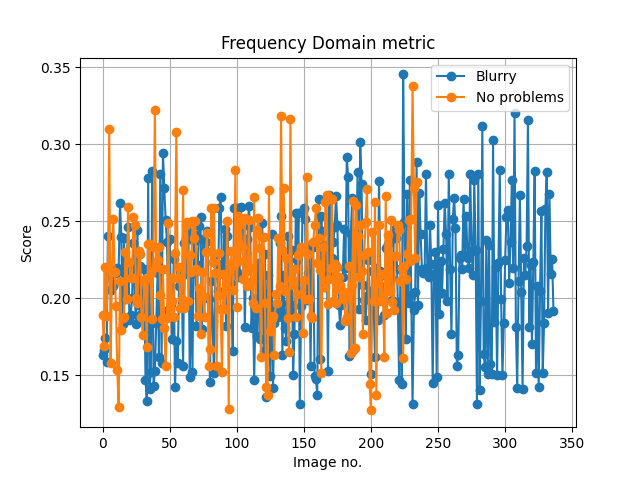 Frequency Domain metric
Blurry
No problems
0.35
0.30
0.25
0.20
0.15
Score
0 50 100 150 200 250 300 350
Image no.